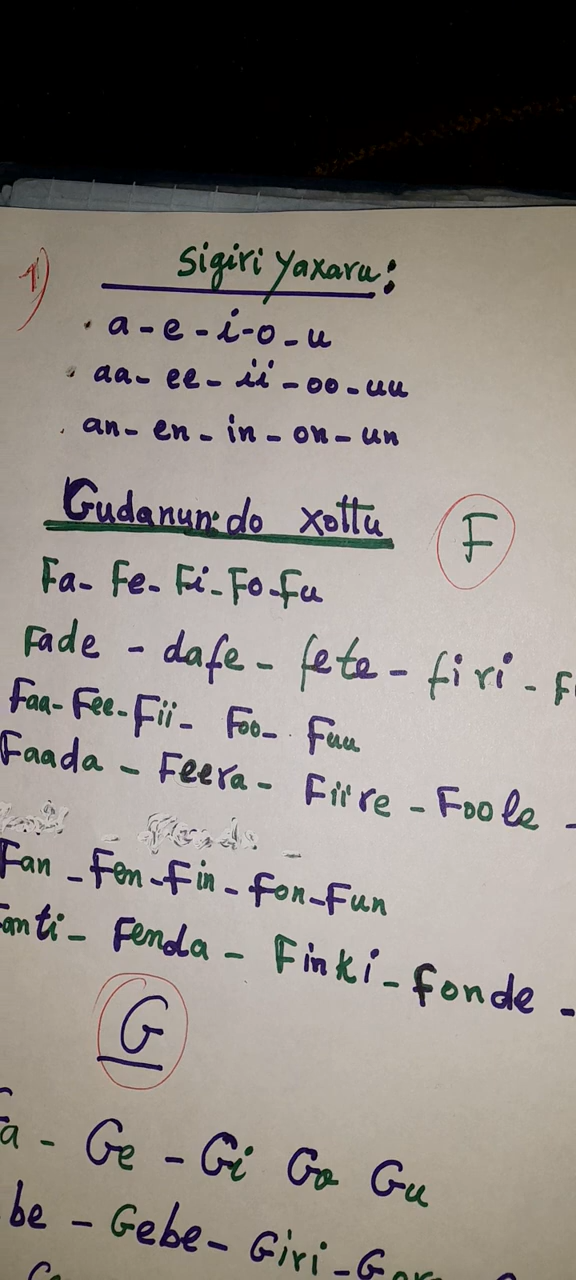 1)
Sigiri Yaxaru:
a - e - i - o - u
aa - ee - ii - oo - uu
an - en - in - on - un
Gudanun:do xottu
F
Fa - Fe - Fi - Fo - Fu
Fade - dafe - fete - firi -
Faa - Fee - Fii - Foo - Fuu
Faada - Feera - Fiire - Foole -
Fan - Fen - Fin - Fon - Fun
Fenda - Finki - Fonde -
G
Ge - Gi Go Gu
Gebe - Giri -